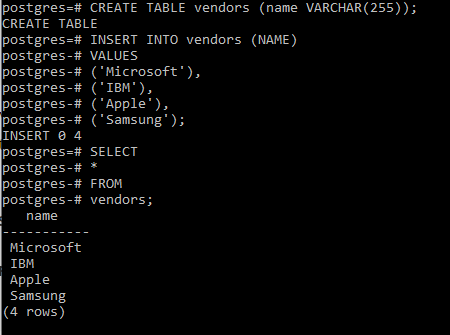 postgres=# CREATE TABLE vendors (name VARCHAR(255));
CREATE TABLE
postgres=# INSERT INTO vendors (NAME)
postgres-# VALUES
postgres-# ('Microsoft'),
postgres-# ('IBM'),
postgres-# ('Apple'),
postgres-# ('Samsung');
INSERT 0 4
postgres=# SELECT
postgres-# *
postgres-# FROM
postgres-# vendors;
   name
-----------
 Microsoft
 IBM
 Apple
 Samsung
(4 rows)